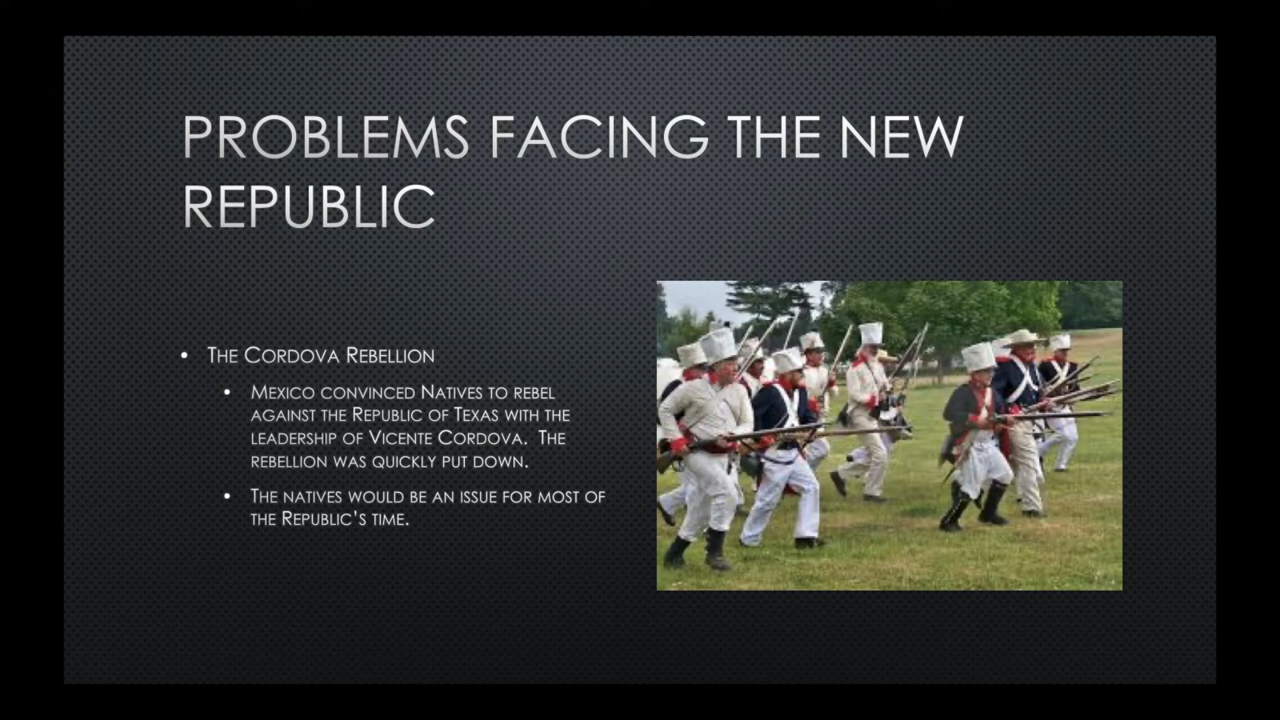 PROBLEMS FACING THE NEW
REPUBLIC
• THE CORDOVA REBELLION
• MEXICO CONVINCED NATIVES TO REBEL
AGAINST THE REPUBLIC OF TEXAS WITH THE
LEADERSHIP OF VICENTE CORDOVA. THE
REBELLION WAS QUICKLY PUT DOWN.
• THE NATIVES WOULD BE AN ISSUE FOR MOST OF
THE REPUBLIC'S TIME.